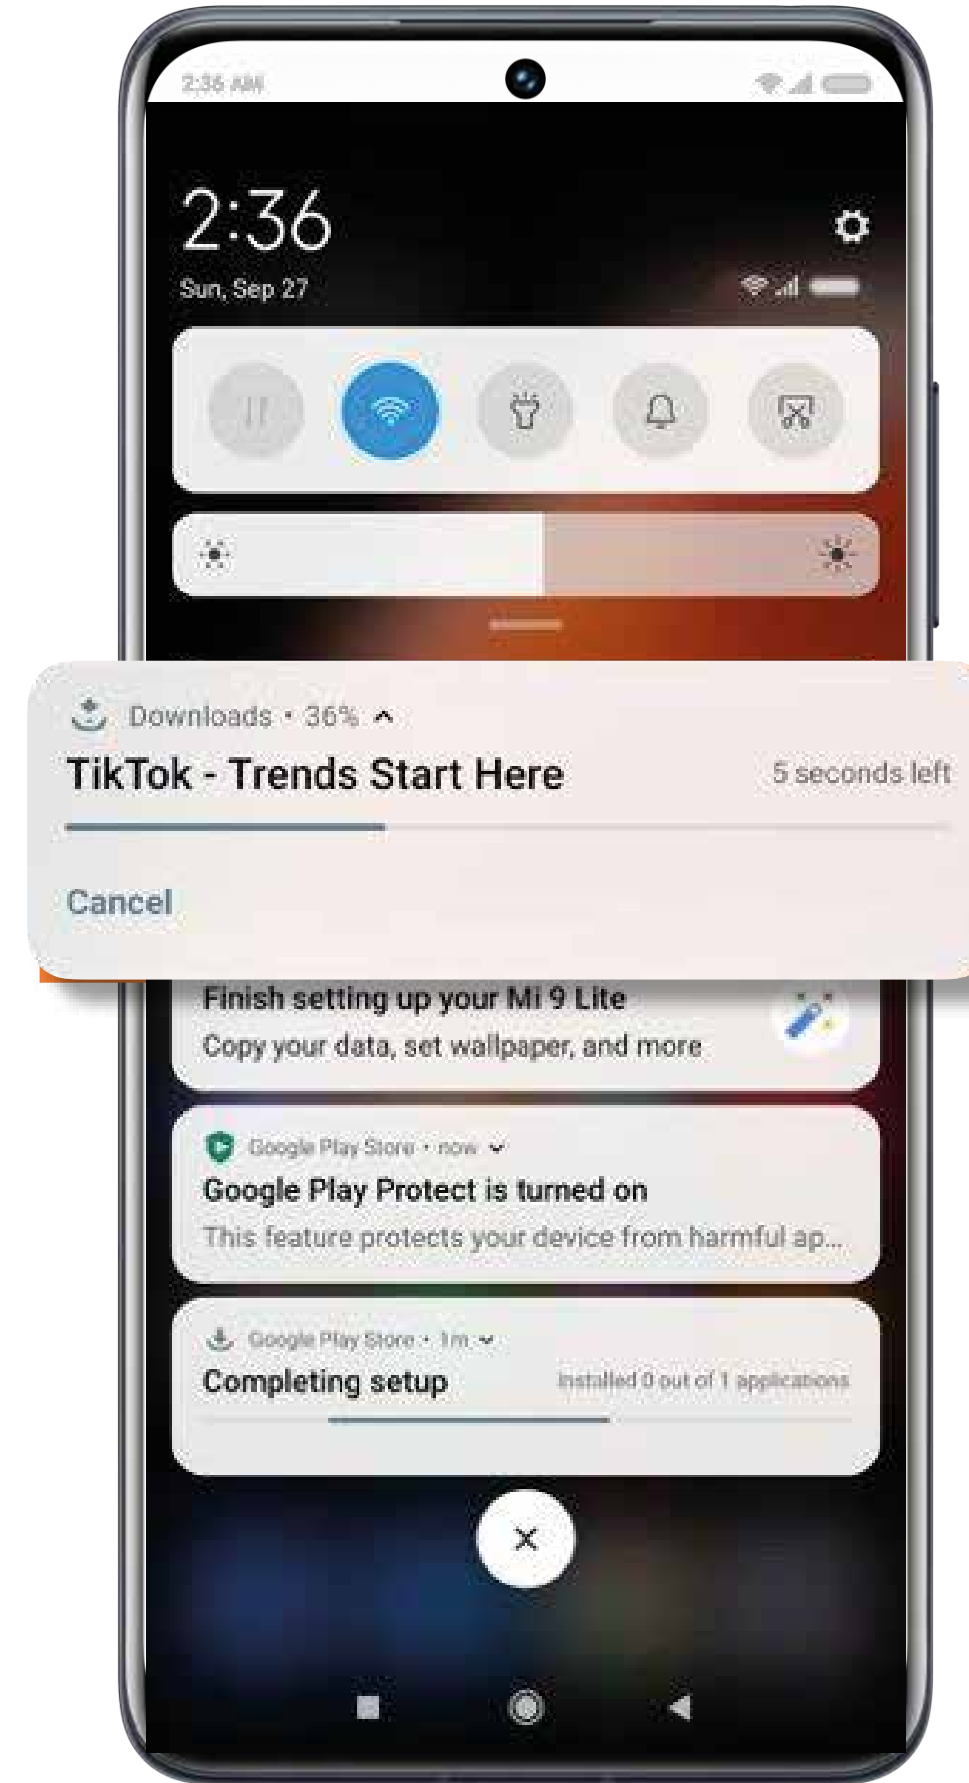 2:36 AM
2:36
Sun, Sep 27
Downloads • 36%
TikTok - Trends Start Here
5 seconds left
Cancel
Finish setting up your Mi 9 Lite
Copy your data, set wallpaper, and more
Google Play Store • now
Google Play Protect is turned on
This feature protects your device from harmful ap...
Google Play Store • 1m
Completing setup
Installed 0 out of 1 applications